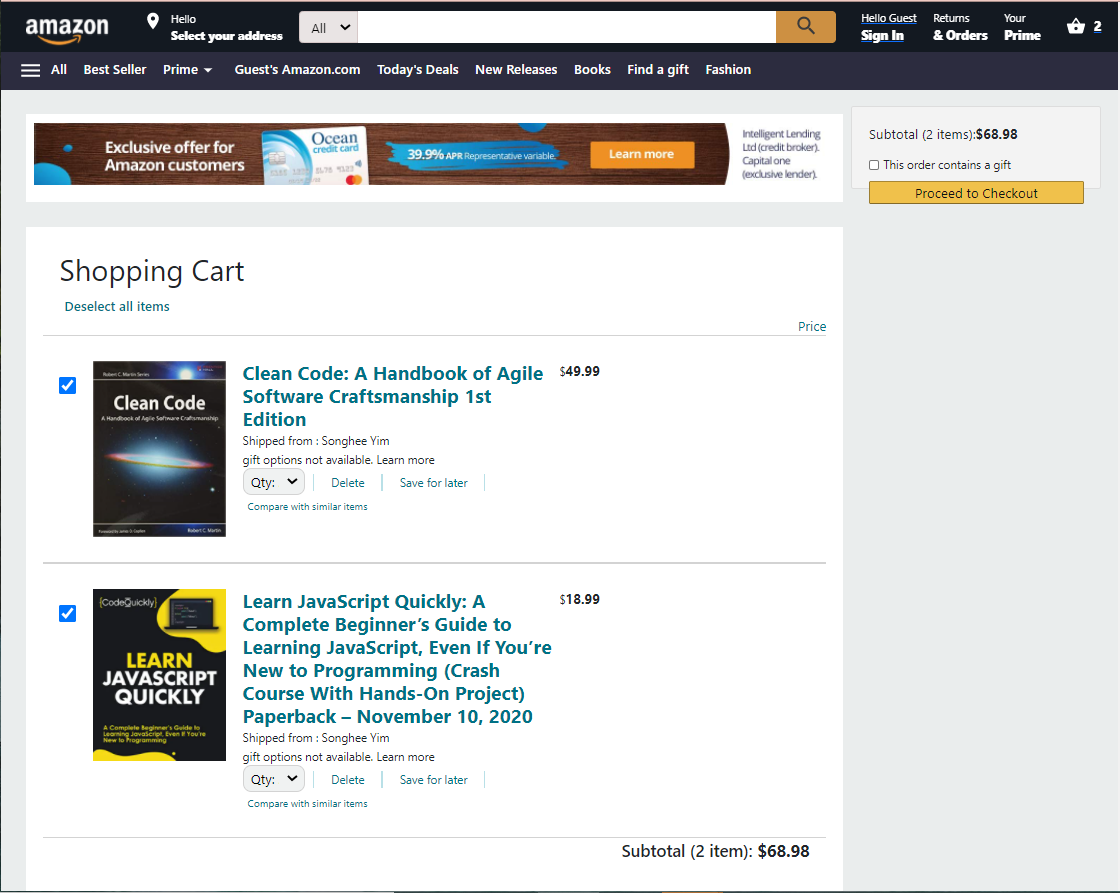 amazon
Hello
Select your address
All
Hello Guest
Sign In
Returns
& Orders
Your
Prime
2
All
Best Seller
Prime
Guest's Amazon.com
Today's Deals
New Releases
Books
Find a gift
Fashion
Exclusive offer for
Amazon customers
Ocean
credit card
39.9% APR Representative variable.
Learn more
Intelligent Lending
Ltd (credit broker).
Capital one
(exclusive lender).
Subtotal (2 items):$68.98
This order contains a gift
Proceed to Checkout
Shopping Cart
Deselect all items
Price
Robert C. Martin Series
Clean Code
A Handbook of Agile Software Craftsmanship
Robert C. Martin
Clean Code: A Handbook of Agile
Software Craftsmanship 1st
Edition
$49.99
Shipped from : Songhee Yim
gift options not available. Learn more
Qty:
Delete
Save for later
Compare with similar items
{CodeQuickly}
LEARN
JAVASCRIPT
QUICKLY
A Complete Beginner's Guide to
Learning JavaScript, Even If You're
New to Programming
Learn JavaScript Quickly: A
Complete Beginner’s Guide to
Learning JavaScript, Even If You’re
New to Programming (Crash
Course With Hands-On Project)
Paperback – November 10, 2020
$18.99
Shipped from : Songhee Yim
gift options not available. Learn more
Qty:
Delete
Save for later
Compare with similar items
Subtotal (2 item): $68.98